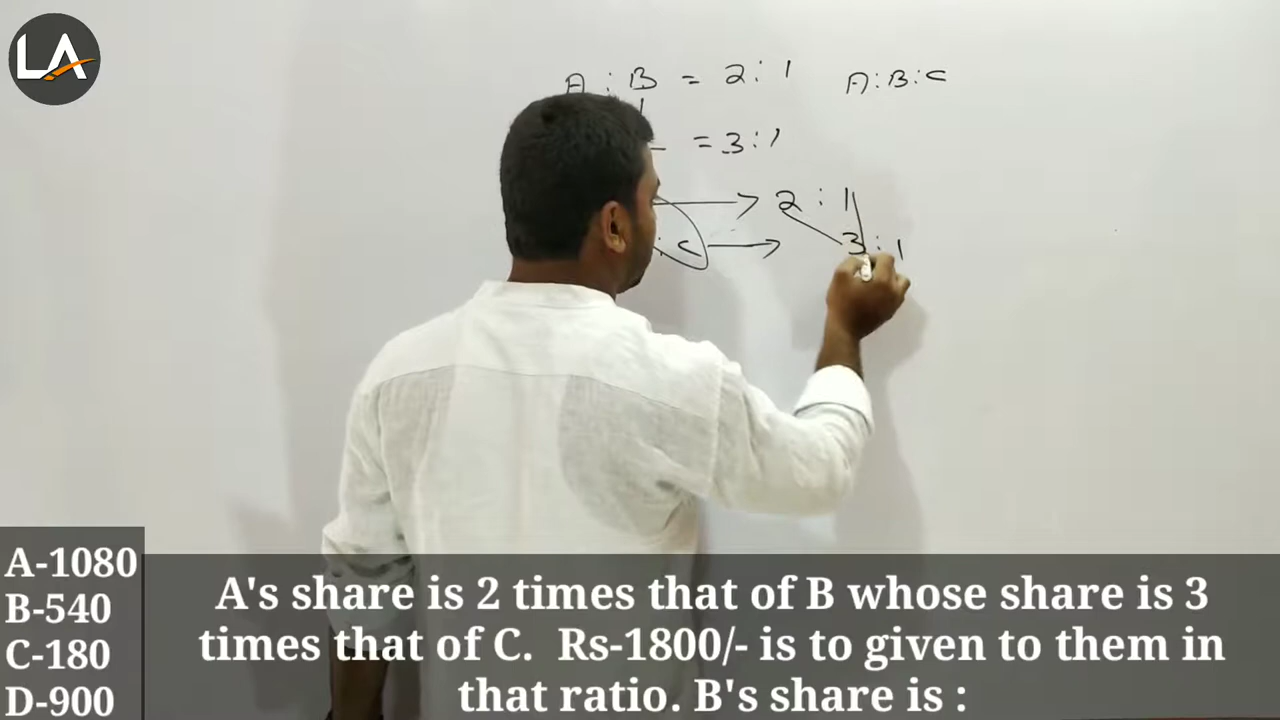 LA
A : B = 2 : 1
A : B : C
= 3 : 1
2 : 1
: C
3 : 1
A-1080
B-540
C-180
D-900
A's share is 2 times that of B whose share is 3
times that of C. Rs-1800/- is to given to them in
that ratio. B's share is :